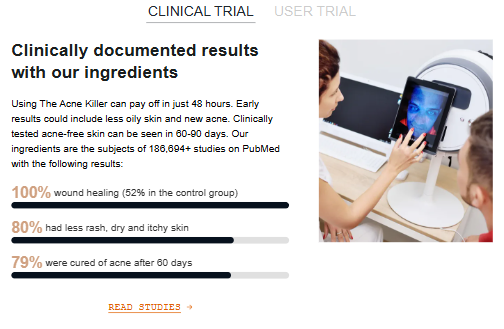 CLINICAL TRIAL USER TRIAL
Clinically documented results
with our ingredients
Using The Acne Killer can pay off in just 48 hours. Early
results could include less oily skin and new acne. Clinically
tested acne-free skin can be seen in 60-90 days. Our
ingredients are the subjects of 186,694+ studies on PubMed
with the following results:
100% wound healing (52% in the control group)
80% had less rash, dry and itchy skin
79% were cured of acne after 60 days
READ STUDIES →